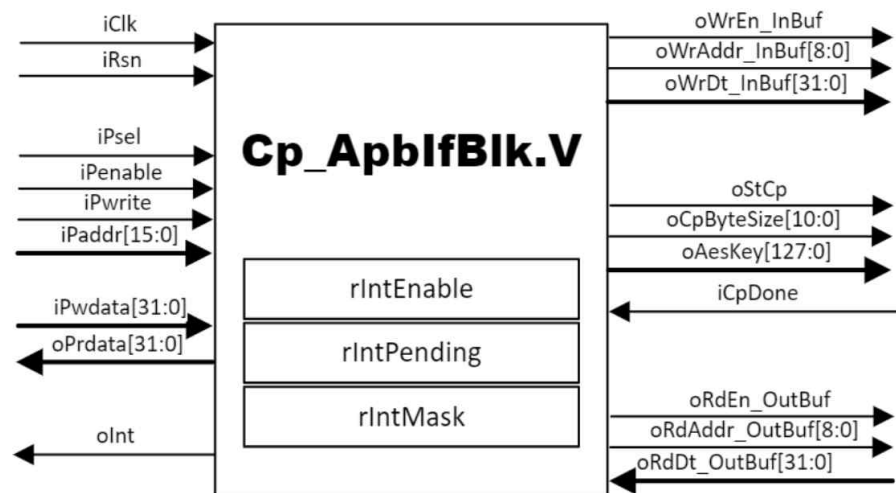 iClk
iRsn
iPsel
iPenable
iPwrite
iPaddr[15:0]
iPwdata[31:0]
oPrdata[31:0]
oInt
Cp_ApbIfBlk.V
rIntEnable
rIntPending
rIntMask
oWrEn_InBuf
oWrAddr_InBuf[8:0]
oWrDt_InBuf[31:0]
oStCp
oCpByteSize[10:0]
oAesKey[127:0]
iCpDone
oRdEn_OutBuf
oRdAddr_OutBuf[8:0]
oRdDt_OutBuf[31:0]